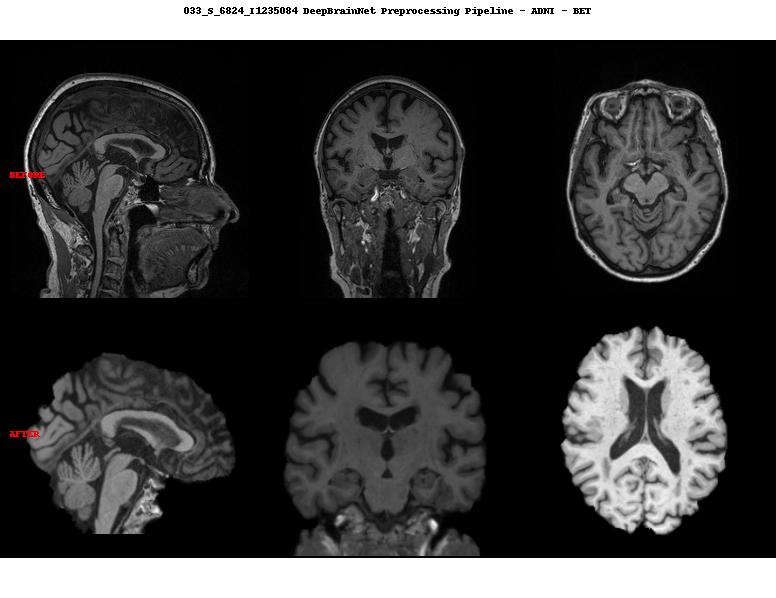 033_S_6824_I1235084 DeepBrainNet Preprocessing Pipeline - ADNI - BET
BEFORE
AFTER